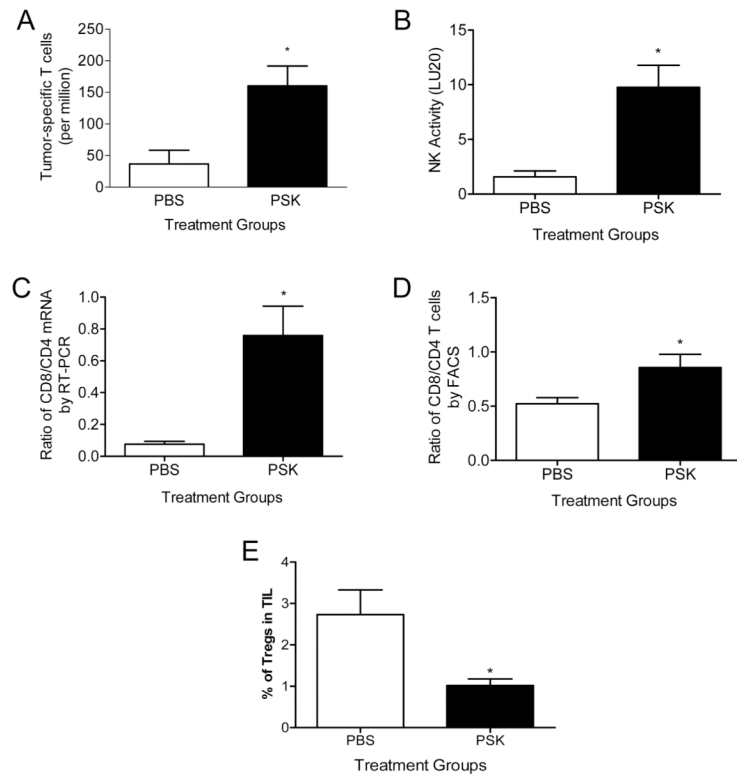 A
Tumor-specific T cells
(per million)
250
200
150
100
50
0
*
PBS
PSK
Treatment Groups
B
NK Activity (LU20)
15
10
5
0
*
PBS
PSK
Treatment Groups
C
Ratio of CD8/CD4 mRNA
by RT-PCR
1.0
0.8
0.6
0.4
0.2
0.0
*
PBS
PSK
Treatment Groups
D
Ratio of CD8/CD4 T cells
by FACS
1.5
1.0
0.5
0.0
*
PBS
PSK
Treatment Groups
E
% of Tregs in TIL
4
3
2
1
0
*
PBS
PSK
Treatment Groups